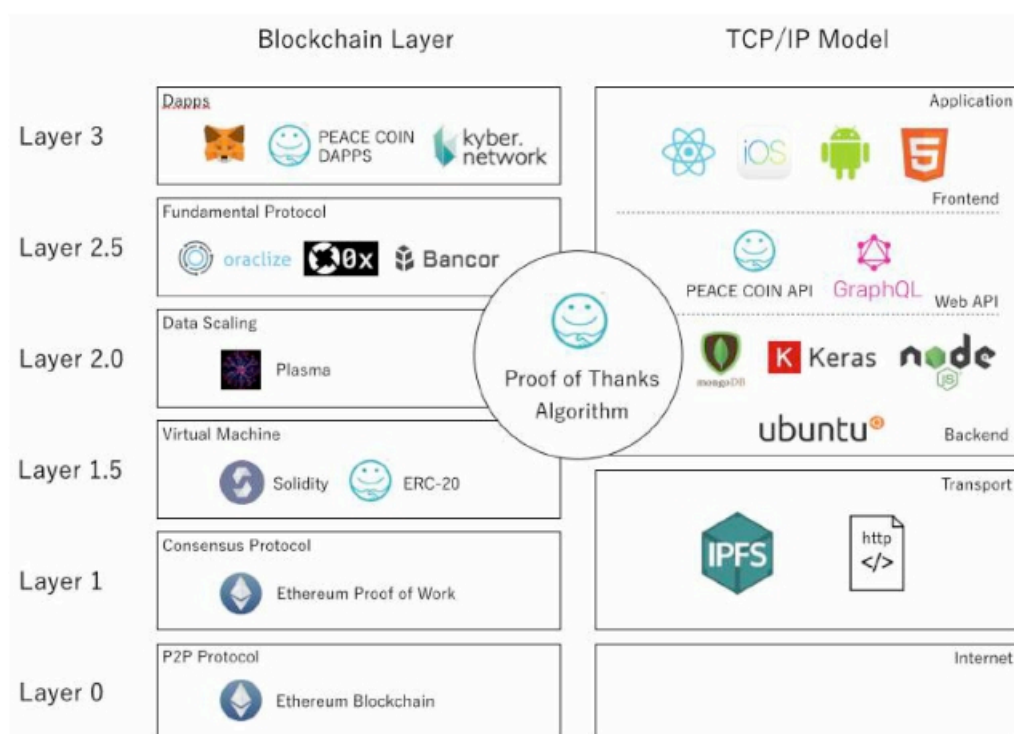 Blockchain Layer
TCP/IP Model
Layer 3
Dapps
PEACE COIN
DAPPS
kyber.
network
Application
iOS
5
Frontend
Layer 2.5
Fundamental Protocol
oraclize
0x
Bancor
PEACE COIN API
GraphQL
Web API
Layer 2.0
Data Scaling
Plasma
Proof of Thanks
Algorithm
mongoDB
K Keras
node
JS
ubuntu
Backend
Layer 1.5
Virtual Machine
Solidity
ERC-20
Transport
IPFS
http
</>
Layer 1
Consensus Protocol
Ethereum Proof of Work
Layer 0
P2P Protocol
Ethereum Blockchain
Internet